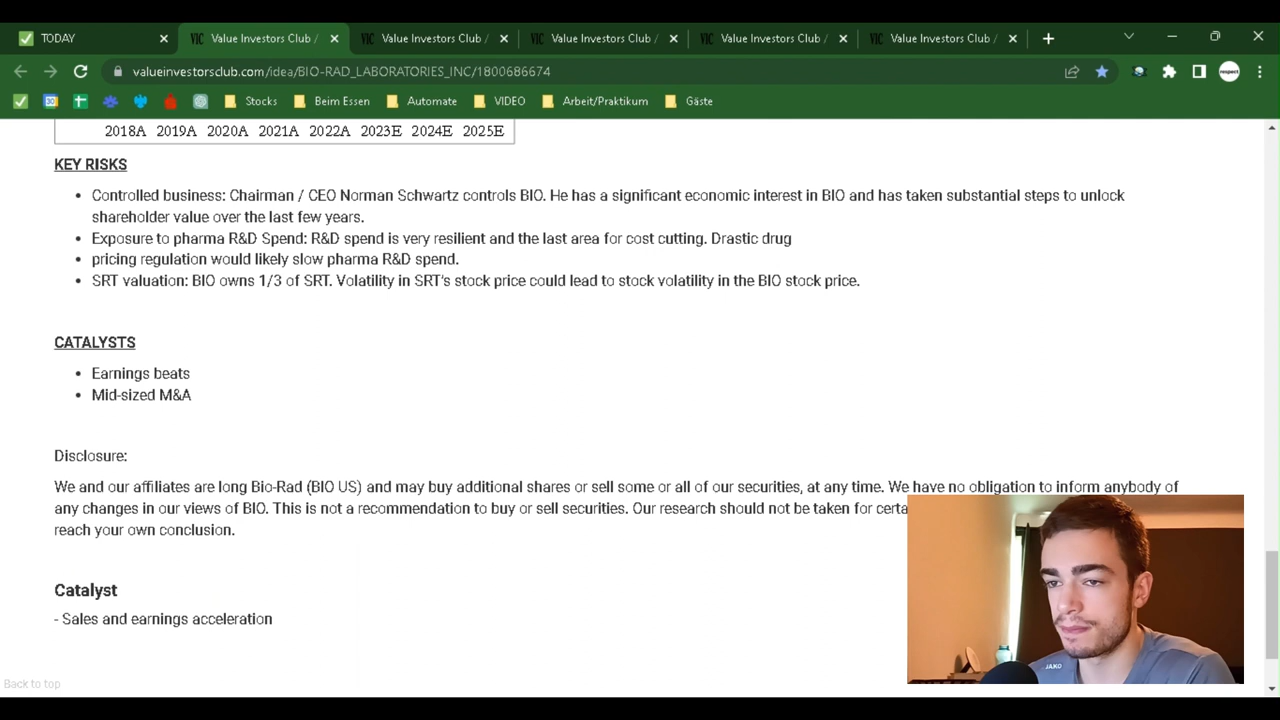 TODAY
VIC Value Investors Club /
VIC Value Investors Club /
VIC Value Investors Club /
VIC Value Investors Club /
VIC Value Investors Club /
valueinvestorsclub.com/idea/BIO-RAD_LABORATORIES_INC/1800686674
respect
30
Stocks
Beim Essen
Automate
VIDEO
Arbeit/Praktikum
Gäste
2018A 2019A 2020A 2021A 2022A 2023E 2024E 2025E
KEY RISKS
• Controlled business: Chairman / CEO Norman Schwartz controls BIO. He has a significant economic interest in BIO and has taken substantial steps to unlock
shareholder value over the last few years.
• Exposure to pharma R&D Spend: R&D spend is very resilient and the last area for cost cutting. Drastic drug
• pricing regulation would likely slow pharma R&D spend.
• SRT valuation: BIO owns 1/3 of SRT. Volatility in SRT's stock price could lead to stock volatility in the BIO stock price.
CATALYSTS
• Earnings beats
• Mid-sized M&A
Disclosure:
We and our affiliates are long Bio-Rad (BIO US) and may buy additional shares or sell some or all of our securities, at any time. We have no obligation to inform anybody of
any changes in our views of BIO. This is not a recommendation to buy or sell securities. Our research should not be taken for
reach your own conclusion.
Catalyst
- Sales and earnings acceleration
JAKO
Back to top